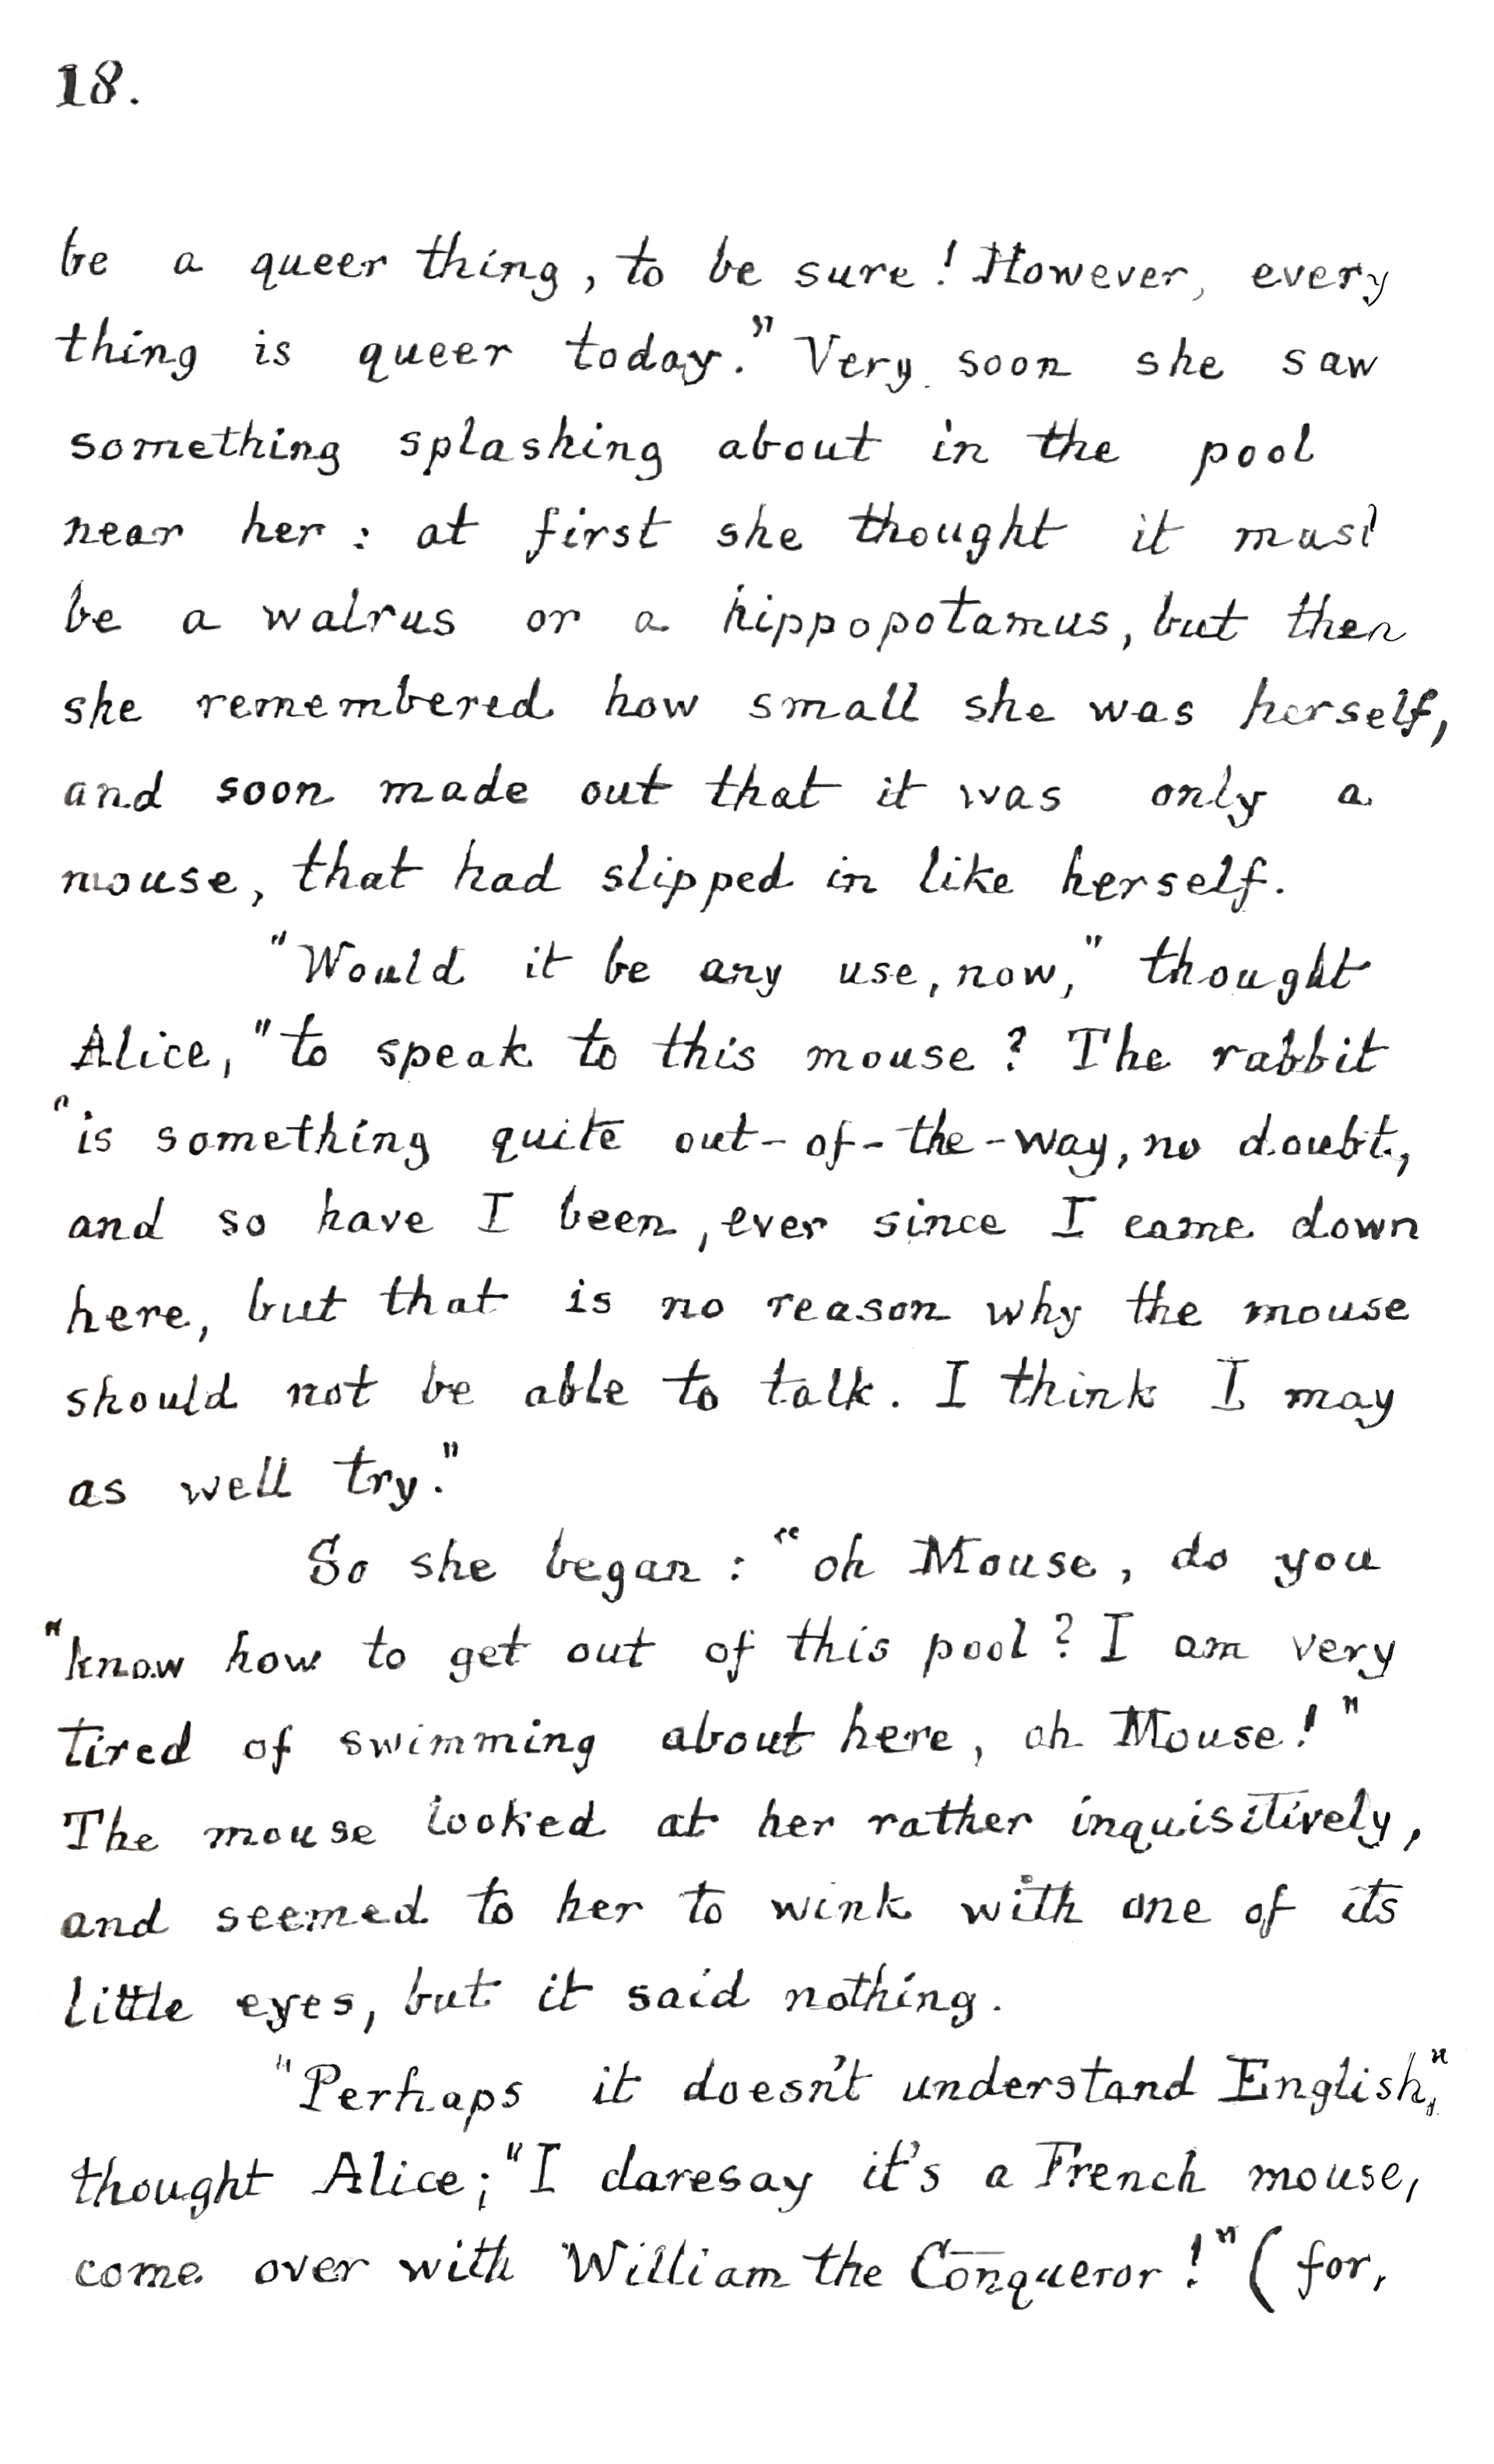 18.
be a queer thing, to be sure! However, every
thing is queer today." Very soon she saw
something splashing about in the pool
near her: at first she thought it must
be a walrus or a hippopotamus, but then
she remembered how small she was herself,
and soon made out that it was only a
mouse, that had slipped in like herself.
"Would it be any use, now," thought
Alice, "to speak to this mouse? The rabbit
"is something quite out-of-the-way, no doubt,
and so have I been, ever since I came down
here, but that is no reason why the mouse
should not be able to talk. I think I may
as well try."
So she began: "oh Mouse, do you
"know how to get out of this pool? I am very
tired of swimming about here, oh Mouse!"
The mouse looked at her rather inquisitively,
and seemed to her to wink with one of its
little eyes, but it said nothing.
"Perhaps it doesn't understand English,"
thought Alice; "I daresay it's a French mouse,
come over with William the Conqueror!" (for,